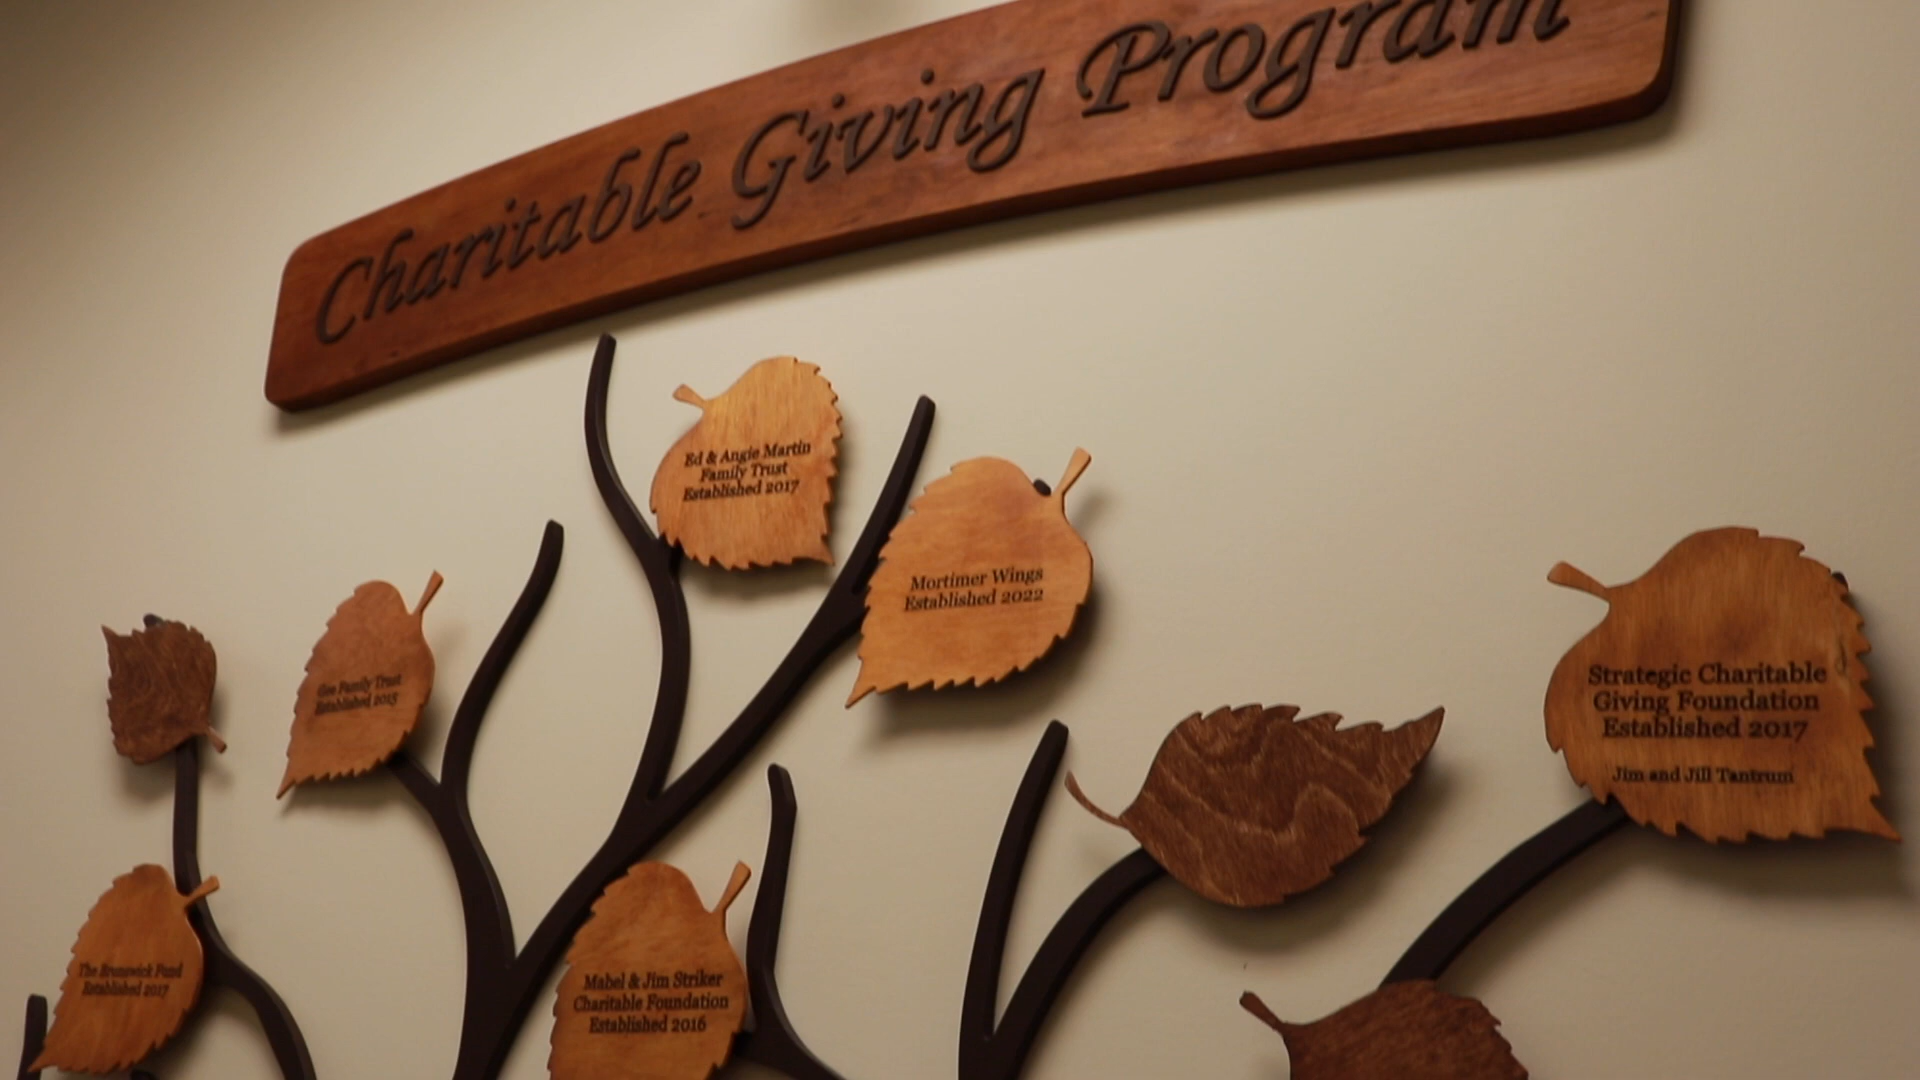 Charitable Giving Program
Ed & Angie Martin
Family Trust
Established 2017
Mortimer Wings
Established 2022
Family Trust
Established 2015
Strategic Charitable
Giving Foundation
Established 2017
Jim and Jill Tantrum
The Brunswick Fund
Established 2017
Mabel & Jim Striker
Charitable Foundation
Established 2016